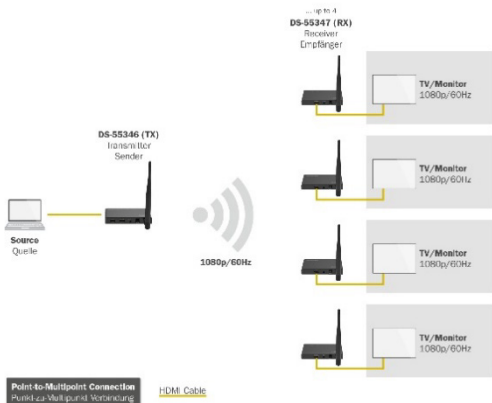 ... up to 4
DS-55347 (RX)
Receiver
Empfänger
TV/Monitor
1080p/60Hz
DS-55346 (TX)
Transmitter
Sender
TV/Monitor
1080p/60Hz
Source
Quelle
1080p/60Hz
TV/Monitor
1080p/60Hz
TV/Monitor
1080p/60Hz
Point-to-Multipoint Connection
Punkt-zu-Multipunkt Verbindung
HDMI Cable